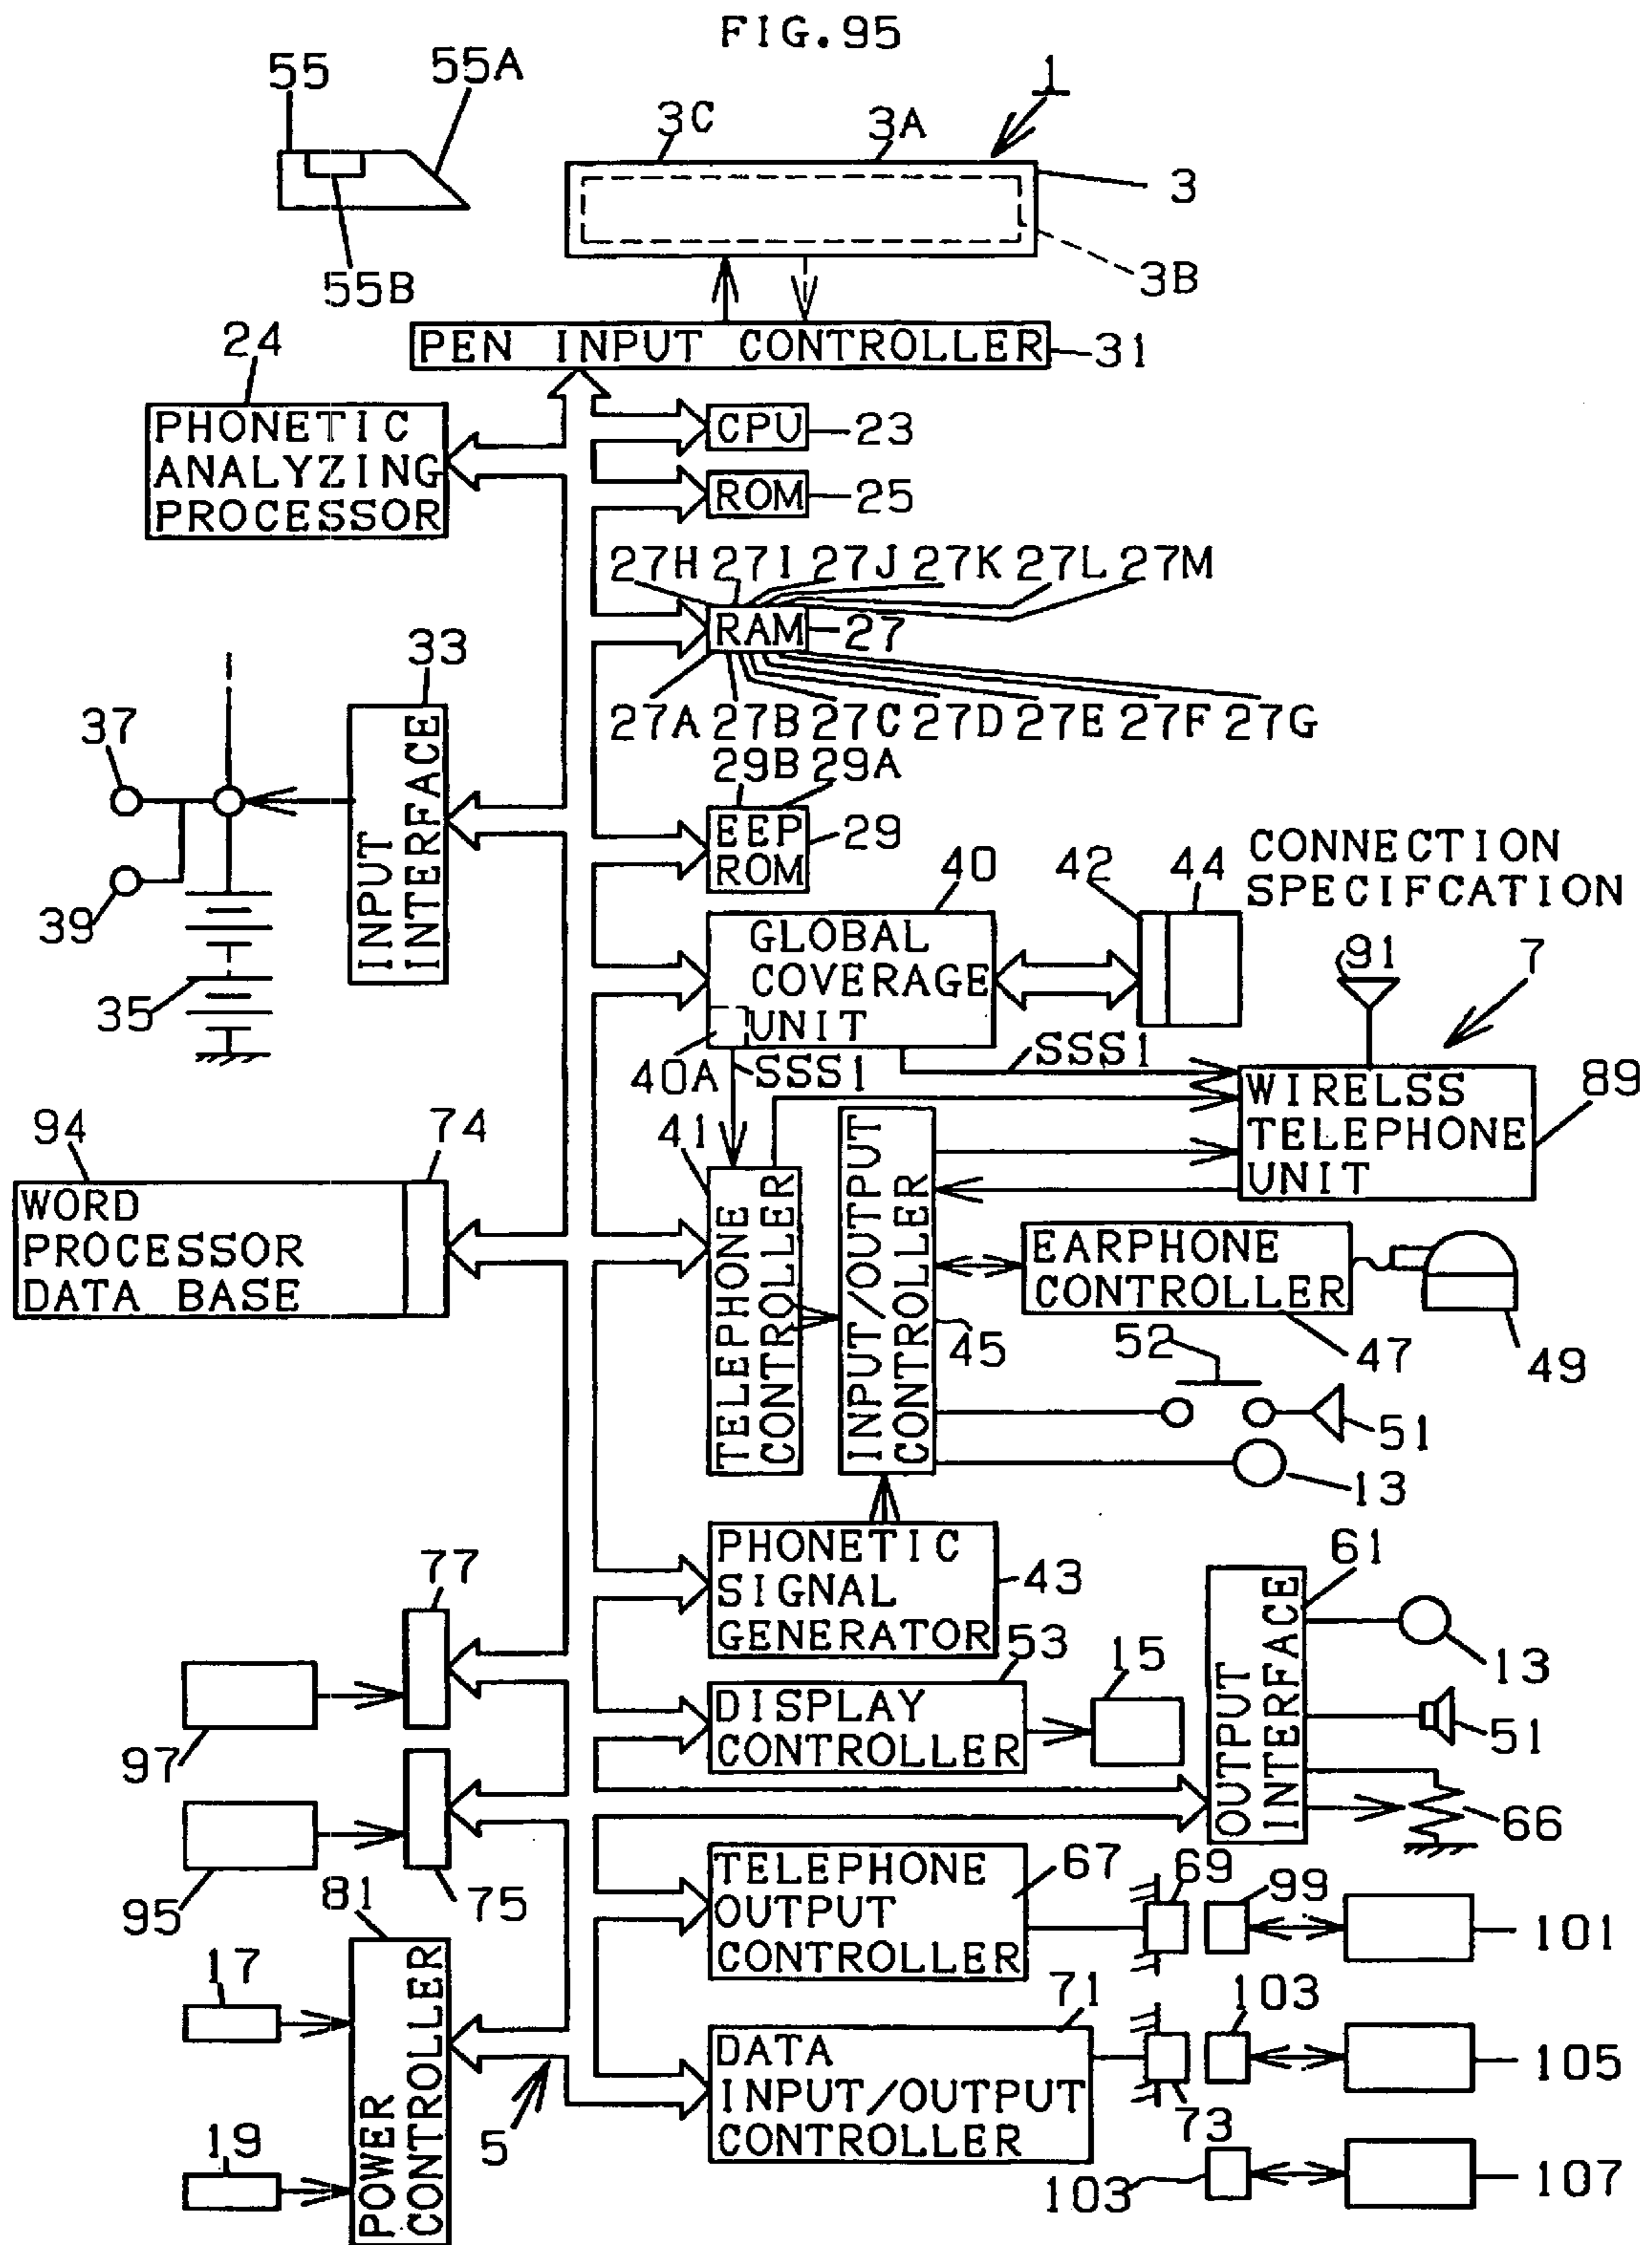 FIG.95
55
55A
1
3C
3A
3
3B
55B
24
PEN INPUT CONTROLLER
31
PHONETIC
ANALYZING
PROCESSOR
CPU
23
ROM
25
27H 27I 27J 27K 27L 27M
RAM
27
33
37
27A 27B 27C 27D 27E 27F 27G
29B 29A
INPUT
INTERFACE
EEP
ROM
29
39
35
40
42
44
CONNECTION
SPECIFCATION
GLOBAL
COVERAGE
UNIT
91
7
40A
SSS1
SSS1
WIRELSS
TELEPHONE
UNIT
89
94
74
41
WORD
PROCESSOR
DATA BASE
TELEPHONE
CONTROLLER
INPUT/OUTPUT
CONTROLLER
45
EARPHONE
CONTROLLER
47
49
52
51
13
77
PHONETIC
SIGNAL
GENERATOR
43
61
53
15
13
97
DISPLAY
CONTROLLER
OUTPUT
INTERFACE
51
66
95
75
81
TELEPHONE
OUTPUT
CONTROLLER
67
69
99
101
17
POWER
CONTROLLER
71
103
DATA
INPUT/OUTPUT
CONTROLLER
105
73
5
19
103
107